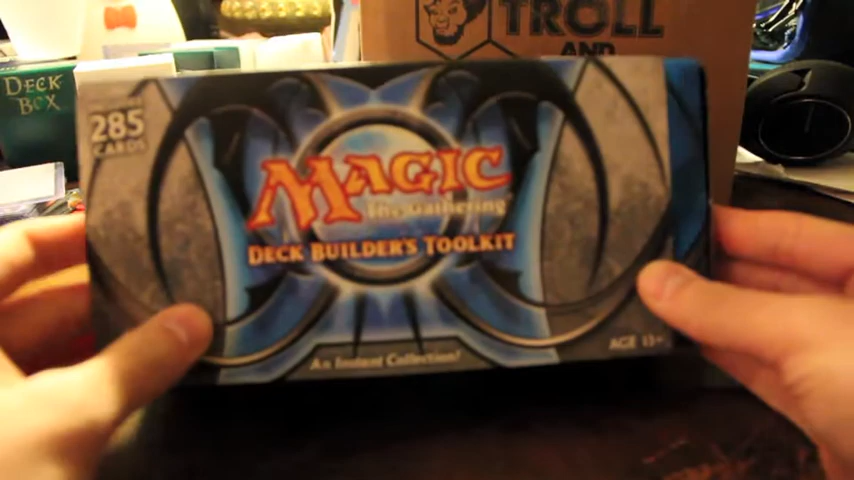 TROLL
AND
DECK
BOX
285
CARDS
MAGIC
The Gathering
DECK BUILDER'S TOOLKIT
An Instant Collection!
AGE 13+